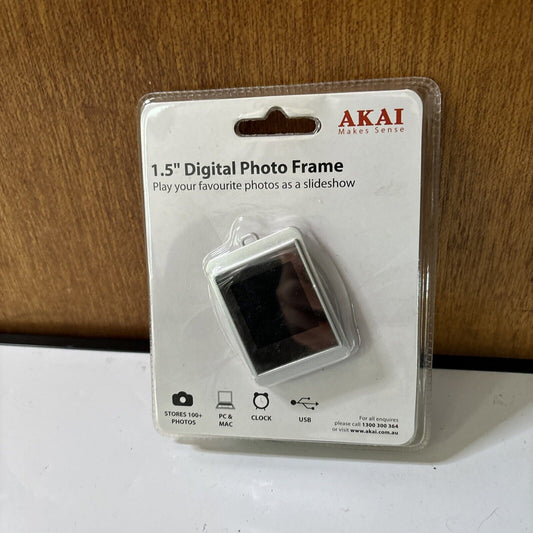 AKAI
Makes Sense
1.5" Digital Photo Frame
Play your favourite photos as a slideshow
STORES 100+
PHOTOS
PC &
MAC
CLOCK
USB
For all enquires
please call 1300 300 364
or visit www.akai.com.au